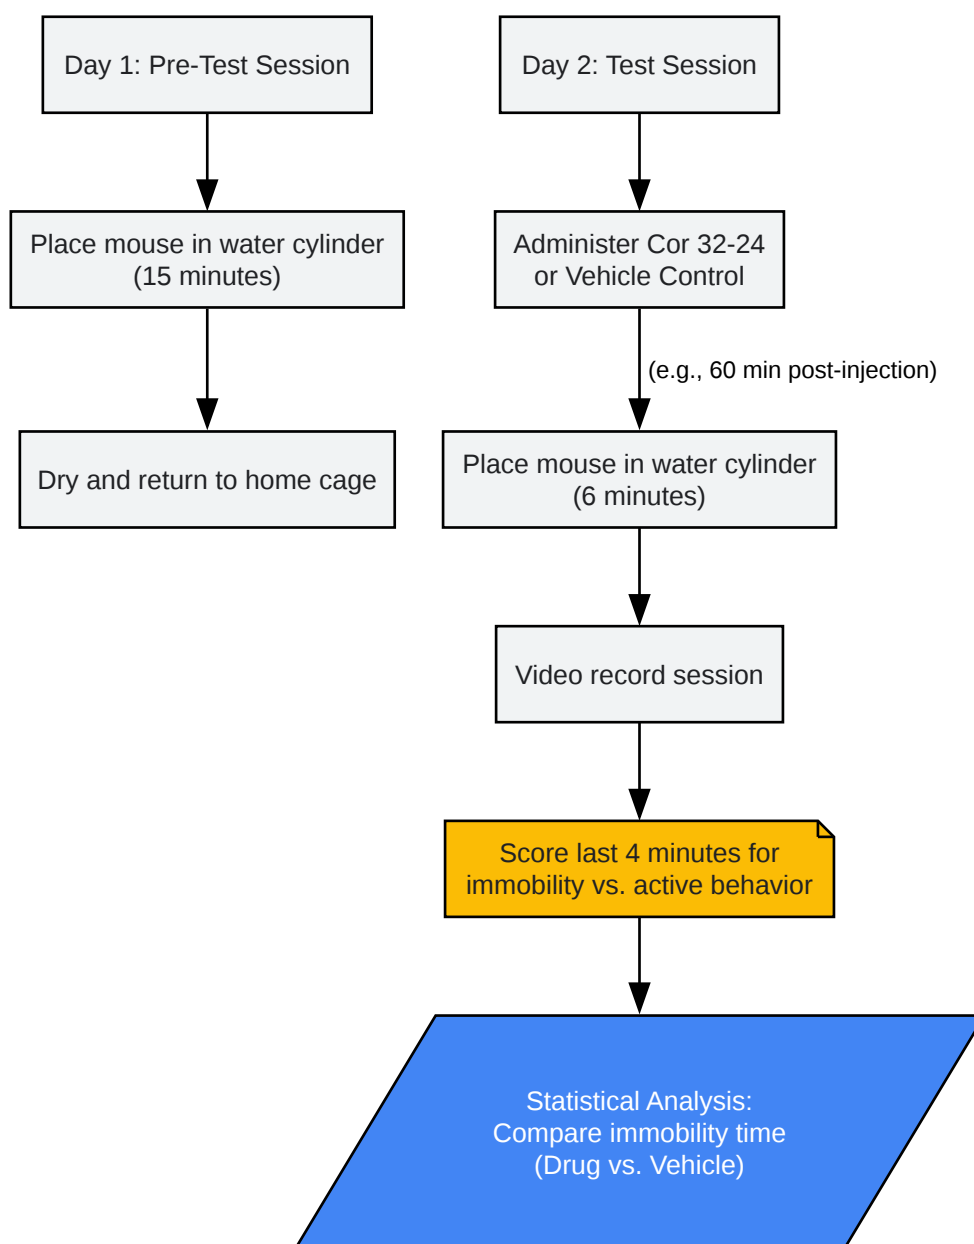 Day 1: Pre-Test Session
Place mouse in water cylinder
(15 minutes)
Dry and return to home cage
Day 2: Test Session
Administer Cor 32-24
or Vehicle Control
(e.g., 60 min post-injection)
Place mouse in water cylinder
(6 minutes)
Video record session
Score last 4 minutes for
immobility vs. active behavior
Statistical Analysis:
Compare immobility time
(Drug vs. Vehicle)